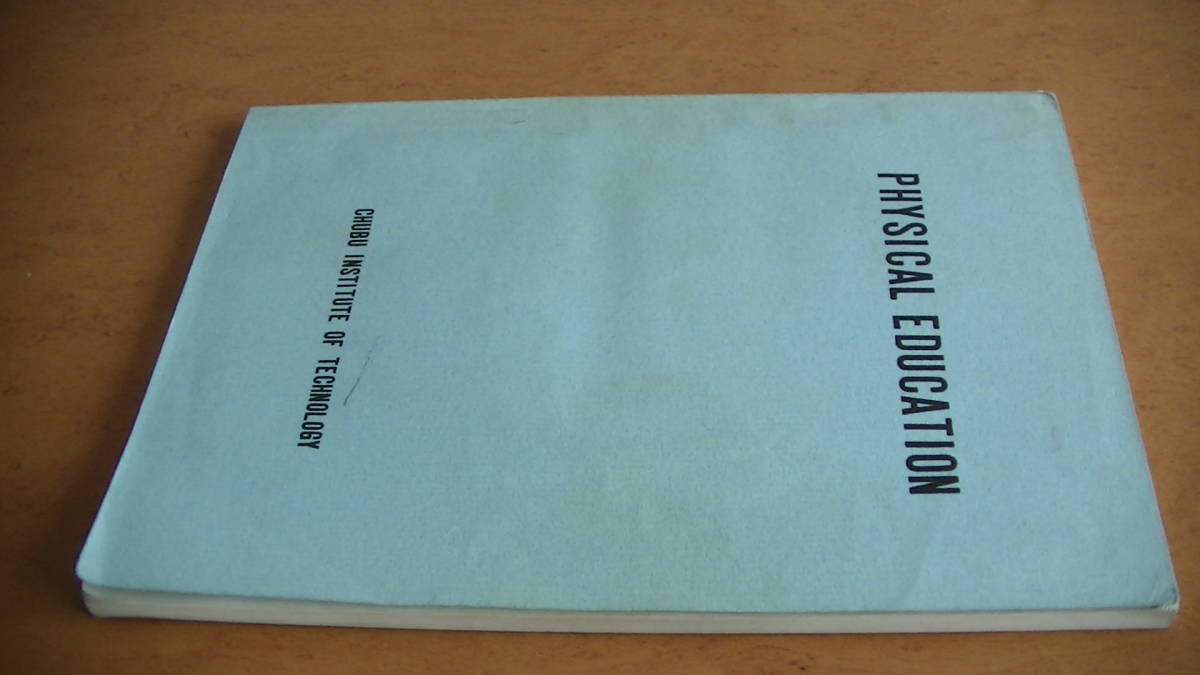 PHYSICAL EDUCATION
CHUBU INSTITUTE OF TECHNOLOGY